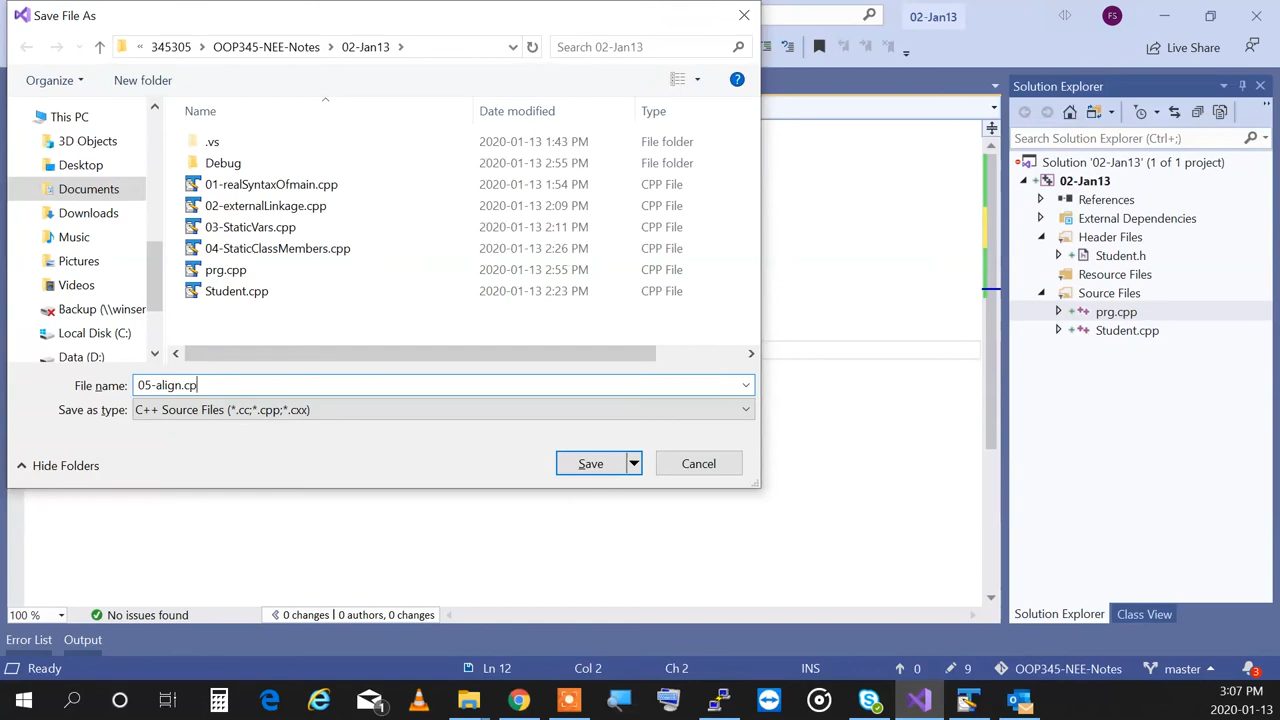 Save File As
02-Jan13
FS
« 345305 › OOP345-NEE-Notes › 02-Jan13 ›
Search 02-Jan13
Live Share
Organize
New folder
Solution Explorer
Name
Date modified
Type
This PC
3D Objects
Desktop
Documents
Downloads
Music
Pictures
Videos
Backup (\\winser
Local Disk (C:)
Data (D:)
.vs 2020-01-13 1:43 PM File folder
Debug 2020-01-13 2:55 PM File folder
01-realSyntaxOfmain.cpp 2020-01-13 1:54 PM CPP File
02-externalLinkage.cpp 2020-01-13 2:09 PM CPP File
03-StaticVars.cpp 2020-01-13 2:11 PM CPP File
04-StaticClassMembers.cpp 2020-01-13 2:26 PM CPP File
prg.cpp 2020-01-13 2:55 PM CPP File
Student.cpp 2020-01-13 2:23 PM CPP File
Search Solution Explorer (Ctrl+;)
Solution '02-Jan13' (1 of 1 project)
02-Jan13
References
External Dependencies
Header Files
Student.h
Resource Files
Source Files
prg.cpp
Student.cpp
File name: 05-align.cp
Save as type: C++ Source Files (*.cc;*.cpp;*.cxx)
Hide Folders
Save
Cancel
100 %
No issues found
0 changes | 0 authors, 0 changes
Solution Explorer
Class View
Error List
Output
Ready
Ln 12
Col 2
Ch 2
INS
0
9
OOP345-NEE-Notes
master
3
1
3:07 PM
2020-01-13